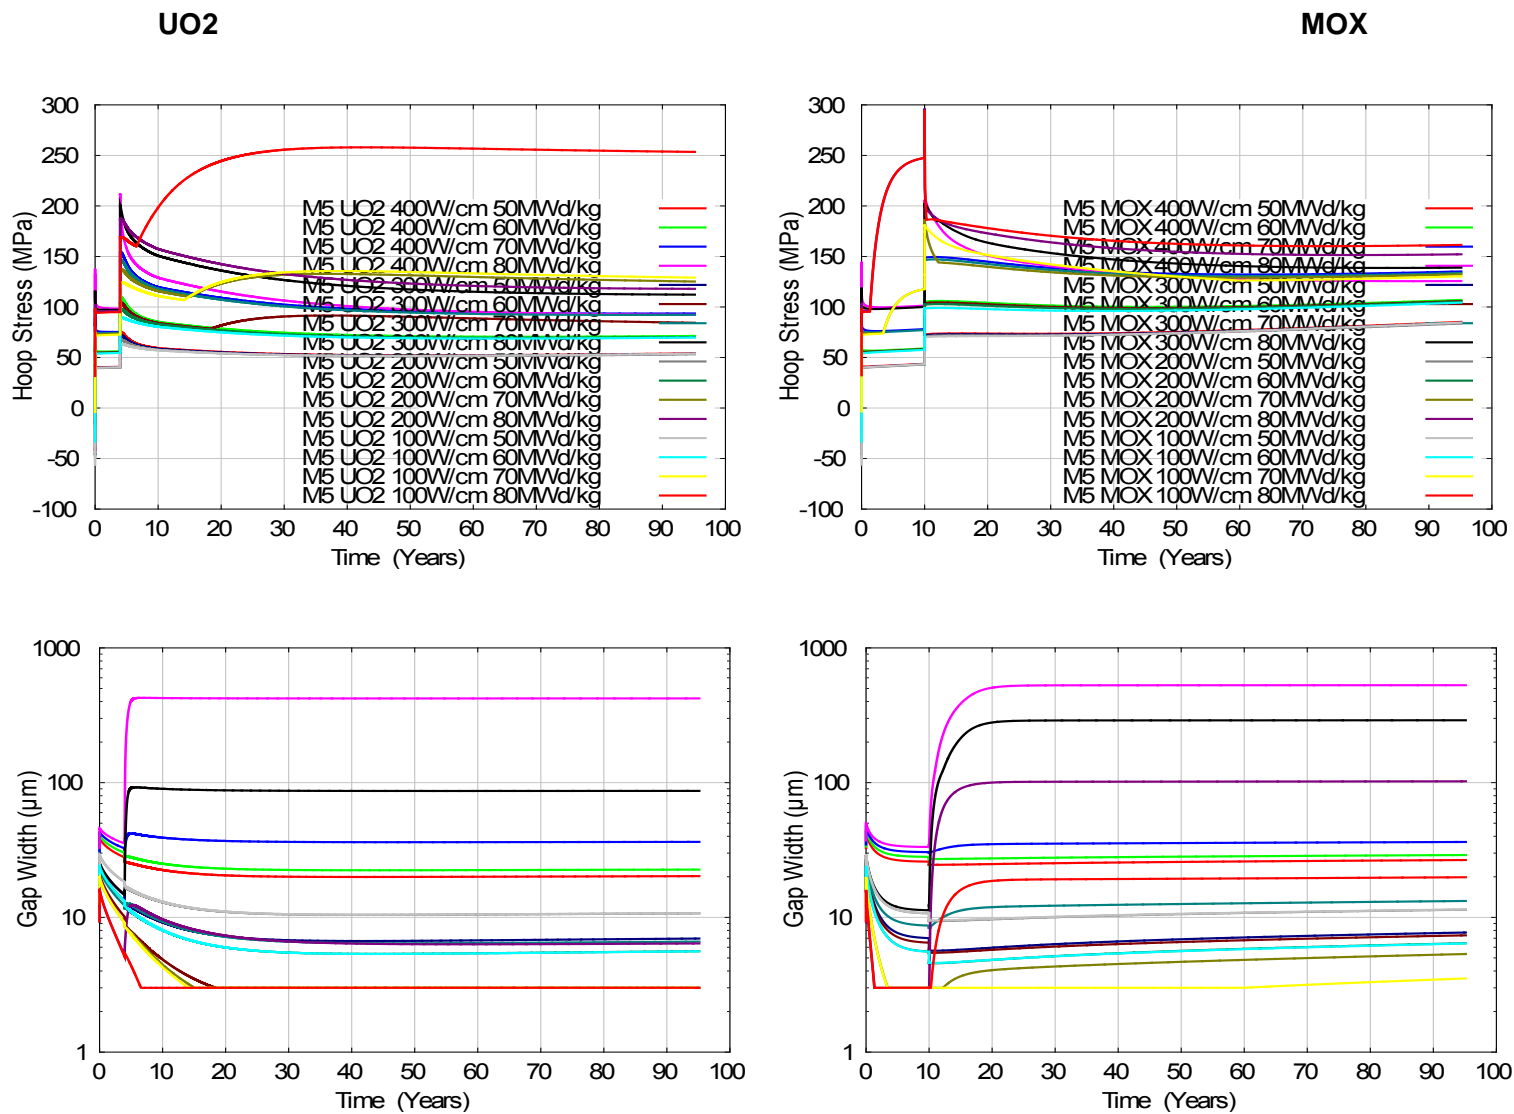 UO2
MOX
300
250
200
150
100
50
0
-50
-100
Hoop Stress (MPa)
M5 UO2 400W/cm 50MWd/kg
M5 UO2 400W/cm 60MWd/kg
M5 UO2 400W/cm 70MWd/kg
M5 UO2 400W/cm 80MWd/kg
M5 UO2 300W/cm 50MWd/kg
M5 UO2 300W/cm 60MWd/kg
M5 UO2 300W/cm 70MWd/kg
M5 UO2 300W/cm 80MWd/kg
M5 UO2 200W/cm 50MWd/kg
M5 UO2 200W/cm 60MWd/kg
M5 UO2 200W/cm 70MWd/kg
M5 UO2 200W/cm 80MWd/kg
M5 UO2 100W/cm 50MWd/kg
M5 UO2 100W/cm 60MWd/kg
M5 UO2 100W/cm 70MWd/kg
M5 UO2 100W/cm 80MWd/kg
0 10 20 30 40 50 60 70 80 90 100
Time (Years)
300
250
200
150
100
50
0
-50
-100
Hoop Stress (MPa)
M5 MOX 400W/cm 50MWd/kg
M5 MOX 400W/cm 60MWd/kg
M5 MOX 400W/cm 70MWd/kg
M5 MOX 400W/cm 80MWd/kg
M5 MOX 300W/cm 50MWd/kg
M5 MOX 300W/cm 60MWd/kg
M5 MOX 300W/cm 70MWd/kg
M5 MOX 300W/cm 80MWd/kg
M5 MOX 200W/cm 50MWd/kg
M5 MOX 200W/cm 60MWd/kg
M5 MOX 200W/cm 70MWd/kg
M5 MOX 200W/cm 80MWd/kg
M5 MOX 100W/cm 50MWd/kg
M5 MOX 100W/cm 60MWd/kg
M5 MOX 100W/cm 70MWd/kg
M5 MOX 100W/cm 80MWd/kg
0 10 20 30 40 50 60 70 80 90 100
Time (Years)
1000
100
10
1
Gap Width (µm)
0 10 20 30 40 50 60 70 80 90 100
Time (Years)
1000
100
10
1
Gap Width (µm)
0 10 20 30 40 50 60 70 80 90 100
Time (Years)